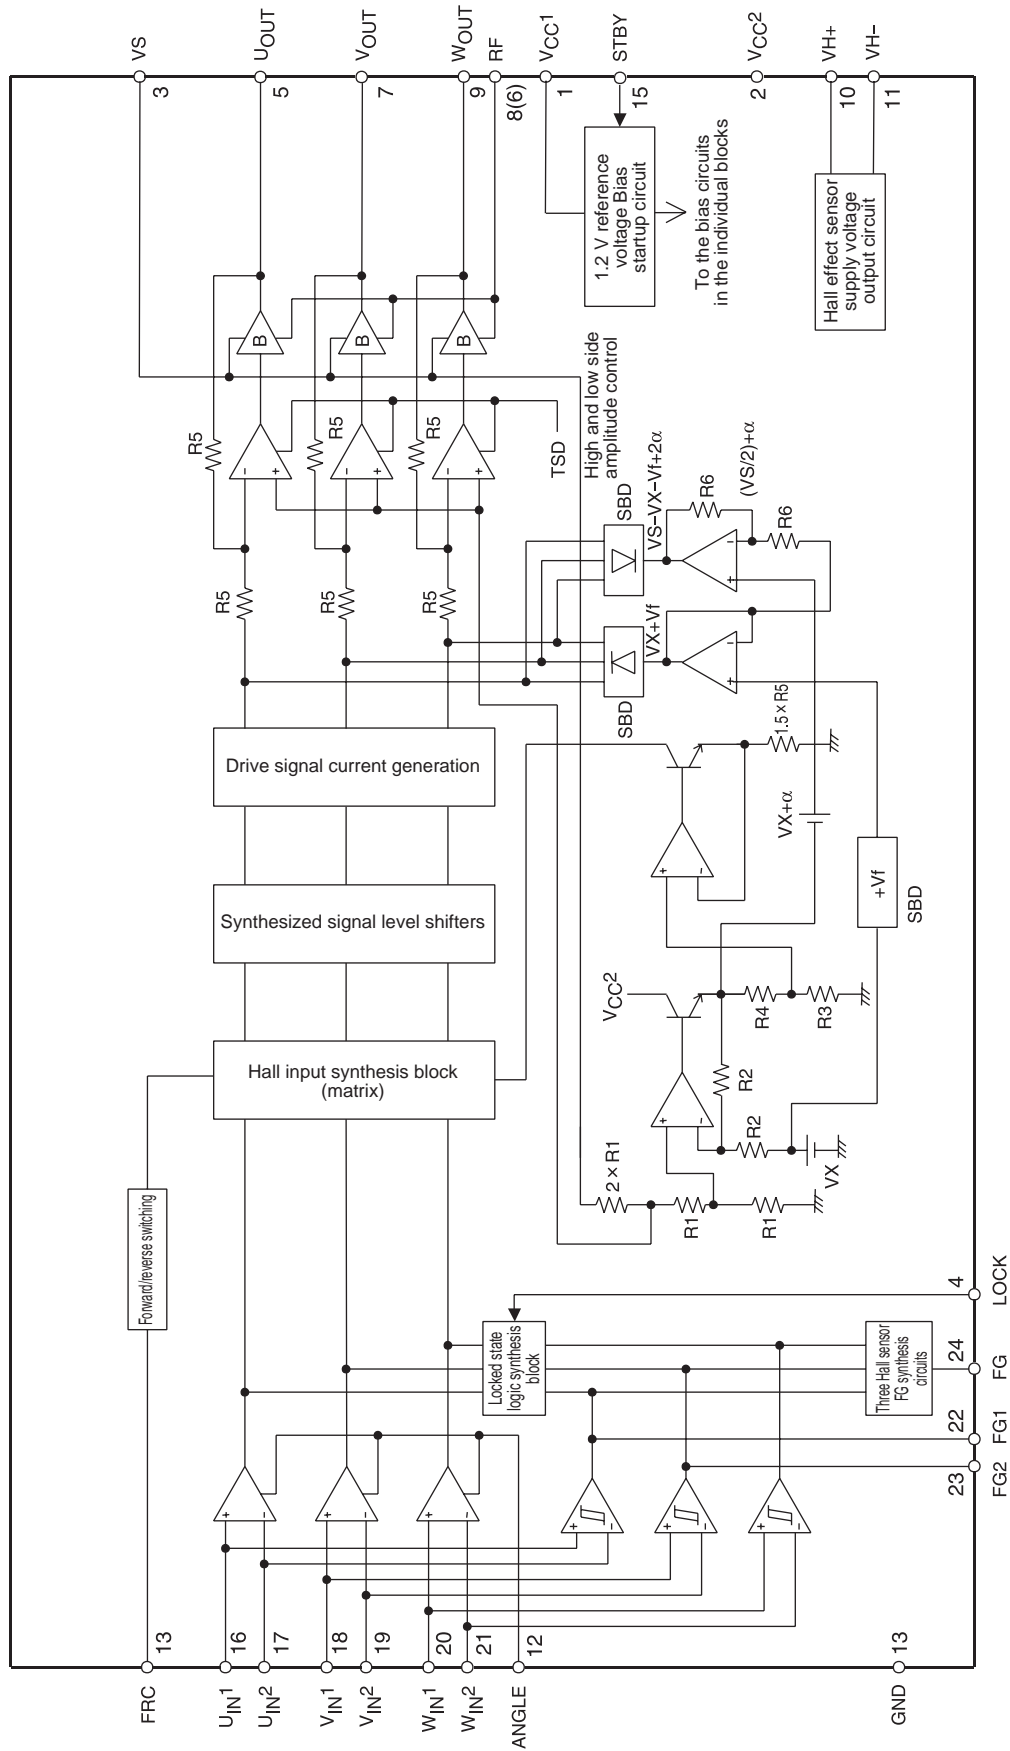 VS
3
UOUT
5
VOUT
7
WOUT
9
RF
8(6)
VCC1
1
STBY
15
VCC2
2
VH+
10
VH-
11
1.2 V reference
voltage Bias
startup circuit
To the bias circuits
in the individual blocks
Hall effect sensor
supply voltage
output circuit
B
B
B
R5
R5
R5
R5
R5
R5
-
+
-
+
-
+
TSD
High and low side
amplitude control
SBD
VS-VX-Vf+2α
R6
(VS/2)+α
R6
+
-
SBD
VX+Vf
+
-
Drive signal current generation
Synthesized signal level shifters
Hall input synthesis block
(matrix)
1.5 × R5
VX+α
+
-
+Vf
SBD
VCC2
R4
R3
R2
R2
+
-
VX
2 × R1
R1
R1
Forward/reverse switching
Locked state
logic synthesis
block
Three Hall sensor
FG synthesis
circuits
4
LOCK
24
FG
22
FG1
23
FG2
+
-
+
-
+
-
+
-
+
-
+
-
13
FRC
16
UIN1
17
UIN2
18
VIN1
19
VIN2
20
WIN1
21
WIN2
12
ANGLE
13
GND